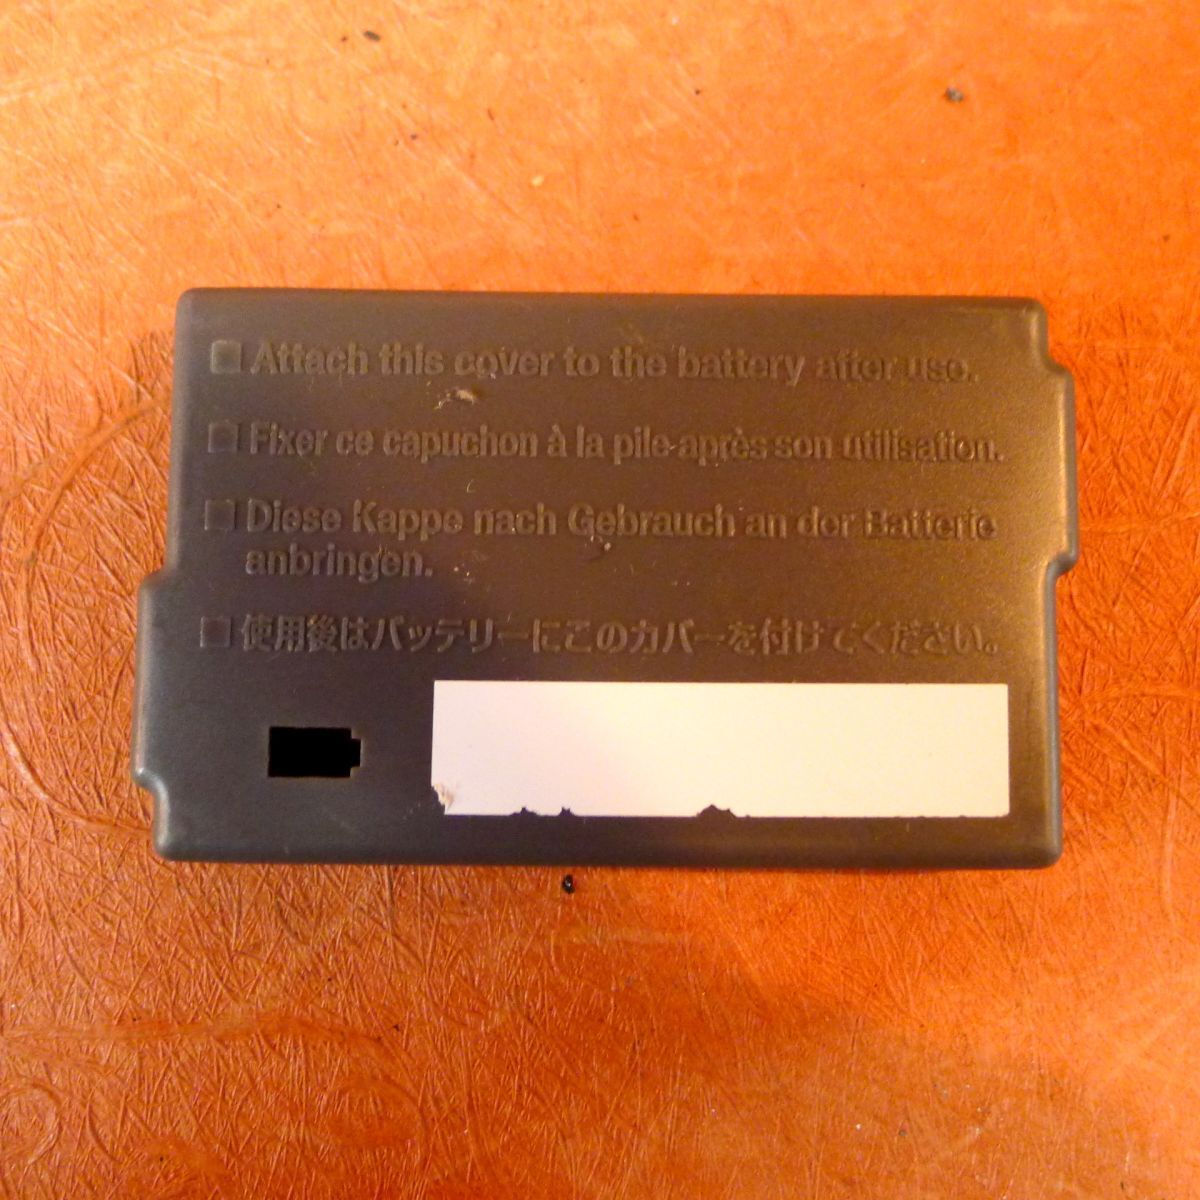 ■ Attach this cover to the battery after use.
■ Fixer ce capuchon à la pile après son utilisation.
■ Diese Kappe nach Gebrauch an der Batterie
anbringen.
■ 使用後はバッテリーにこのカバーを付けてください。